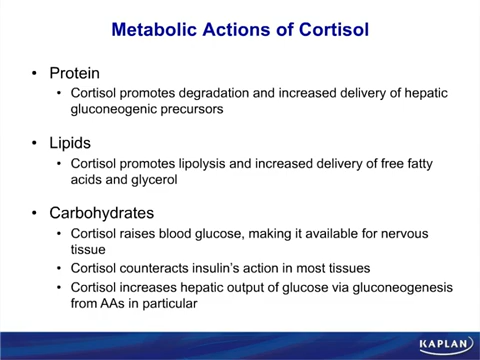 Metabolic Actions of Cortisol
• Protein
• Cortisol promotes degradation and increased delivery of hepatic
gluconeogenic precursors
• Lipids
• Cortisol promotes lipolysis and increased delivery of free fatty
acids and glycerol
• Carbohydrates
• Cortisol raises blood glucose, making it available for nervous
tissue
• Cortisol counteracts insulin’s action in most tissues
• Cortisol increases hepatic output of glucose via gluconeogenesis
from AAs in particular
KAPLAN